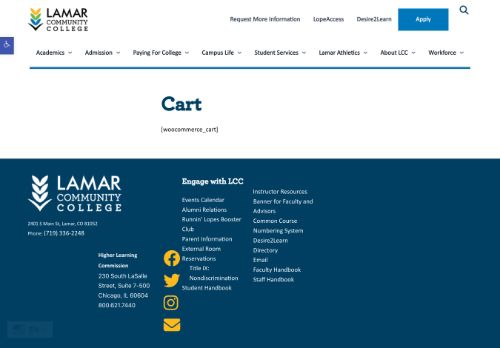 LAMAR
COMMUNITY
COLLEGE
Request More Information
LopeAccess
Desire2Learn
Apply
Academics
Admission
Paying For College
Campus Life
Student Services
Lamar Athletics
About LCC
Workforce
Cart
[woocommerce_cart]
LAMAR
COMMUNITY
COLLEGE
2401 S Main St, Lamar, CO 81052
Phone: (719) 336-2248
Higher Learning
Commission
230 South LaSalle
Street, Suite 7-500
Chicago, IL 60604
800.621.7440
Engage with LCC
Events Calendar
Alumni Relations
Runnin' Lopes Booster
Club
Parent Information
External Room
Reservations
Title IX:
Nondiscrimination
Student Handbook
Instructor Resources
Banner for Faculty and
Advisors
Common Course
Numbering System
Desire2Learn
Directory
Email
Faculty Handbook
Staff Handbook